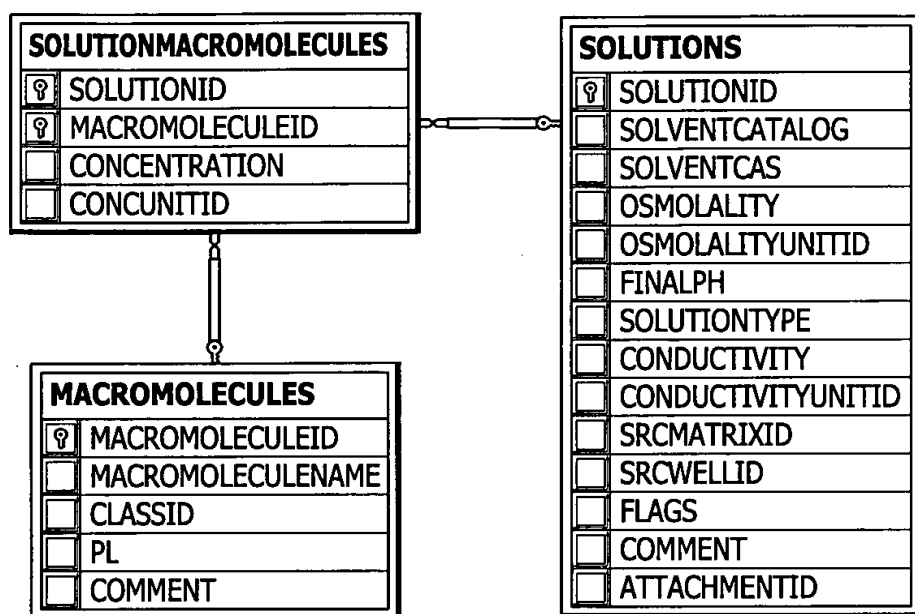 SOLUTIONMACROMOLECULES
SOLUTIONID
MACROMOLECULEID
CONCENTRATION
CONCUNITID
MACROMOLECULES
MACROMOLECULEID
MACROMOLECULENAME
CLASSID
PL
COMMENT
SOLUTIONS
SOLUTIONID
SOLVENTCATALOG
SOLVENTCAS
OSMOLALITY
OSMOLALITYUNITID
FINALPH
SOLUTIONTYPE
CONDUCTIVITY
CONDUCTIVITYUNITID
SRCMATRIXID
SRCWELLID
FLAGS
COMMENT
ATTACHMENTID